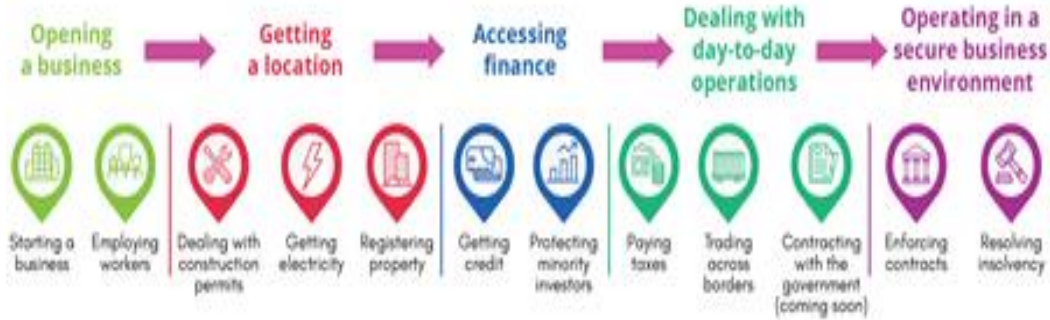 Opening
a business
Getting
a location
Accessing
finance
Dealing with
day-to-day
operations
Operating in a
secure business
environment
Starting a
business
Employing
workers
Dealing with
construction
permits
Getting
electricity
Registering
property
Getting
credit
Protecting
minority
investors
Paying
taxes
Trading
across
borders
Contracting
with the
government
(coming soon)
Enforcing
contracts
Resolving
insolvency